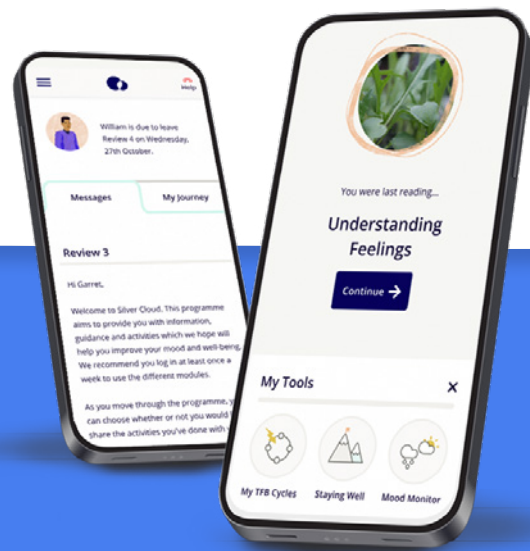 Help
William is due to leave
Review 4 on Wednesday,
27th October.
Messages
My Journey
Review 3
Hi Garret,
Welcome to Silver Cloud. This programme
aims to provide you with information,
guidance and activities which we hope will
help you improve your mood and well-being.
We recommend you log in at least once a
week to use the different modules.
As you move through the programme, y
can choose whether or not you would l
share the activities you've done with
You were last reading...
Understanding
Feelings
Continue →
My Tools
My TFB Cycles
Staying Well
Mood Monitor